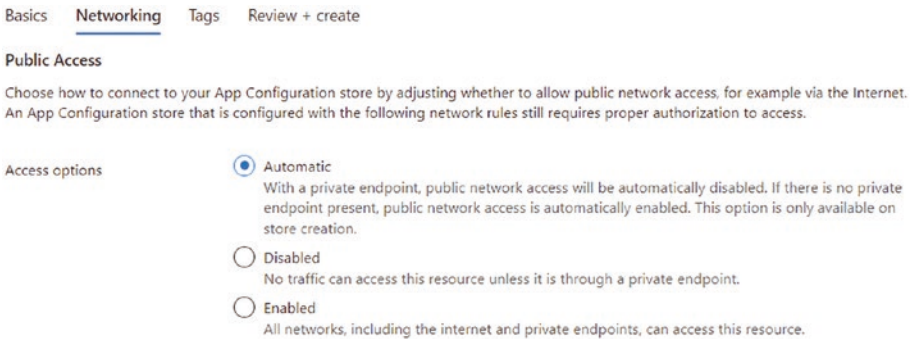 Basics Networking Tags Review + create
Public Access
Choose how to connect to your App Configuration store by adjusting whether to allow public network access, for example via the Internet.
An App Configuration store that is configured with the following network rules still requires proper authorization to access.
Access options
Automatic
With a private endpoint, public network access will be automatically disabled. If there is no private
endpoint present, public network access is automatically enabled. This option is only available on
store creation.
Disabled
No traffic can access this resource unless it is through a private endpoint.
Enabled
All networks, including the internet and private endpoints, can access this resource.